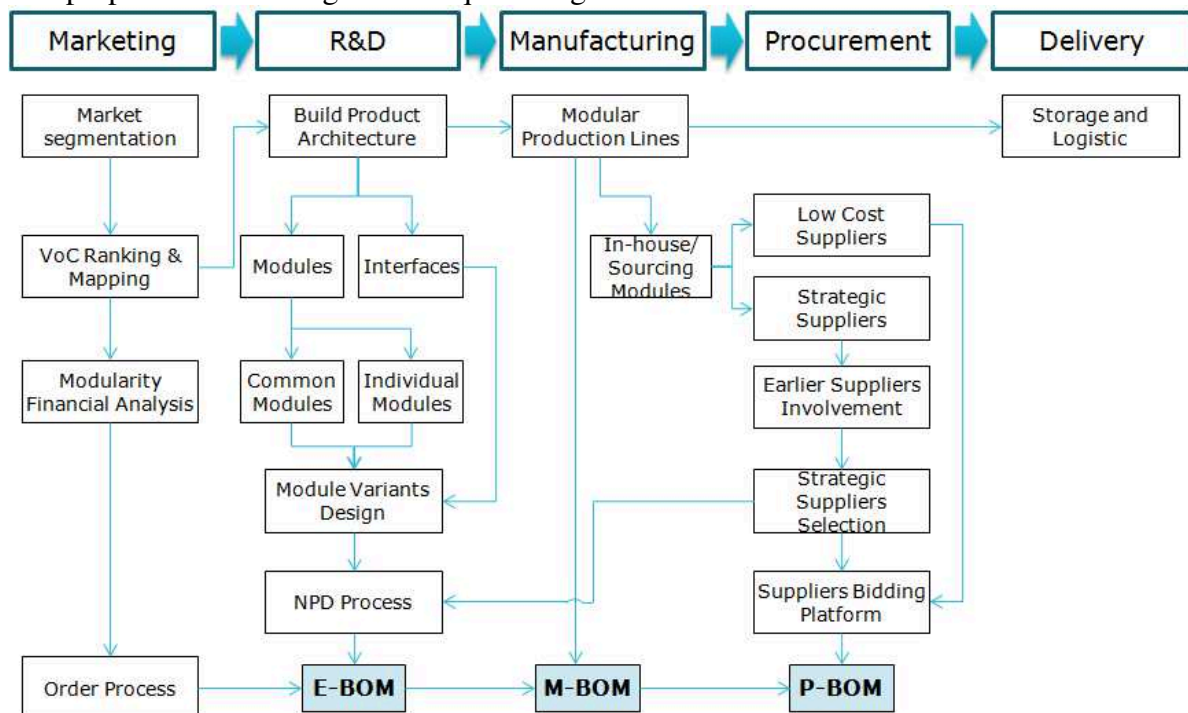 Marketing
R&D
Manufacturing
Procurement
Delivery
Market
segmentation
Build Product
Architecture
Modular
Production Lines
Storage and
Logistic
VoC Ranking &
Mapping
Modules
Interfaces
In-house/
Sourcing
Modules
Low Cost
Suppliers
Strategic
Suppliers
Modularity
Financial Analysis
Common
Modules
Individual
Modules
Earlier Suppliers
Involvement
Module Variants
Design
Strategic
Suppliers
Selection
NPD Process
Suppliers Bidding
Platform
Order Process
E-BOM
M-BOM
P-BOM